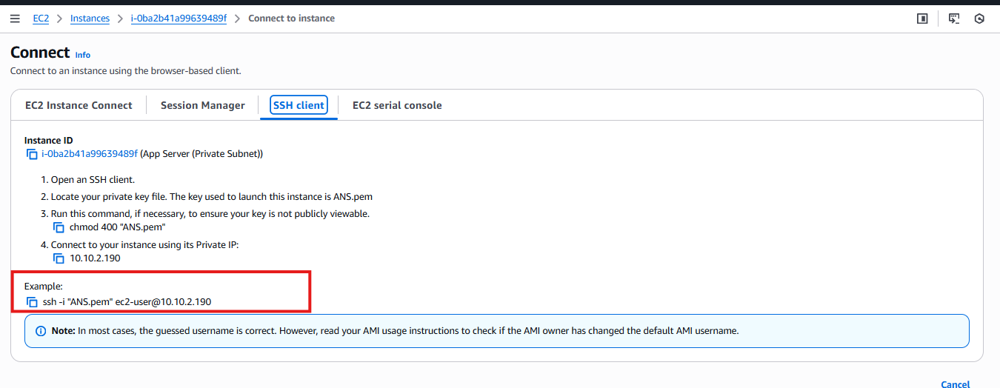 EC2 > Instances > i-0ba2b41a99639489f > Connect to instance
Connect Info
Connect to an instance using the browser-based client.
EC2 Instance Connect Session Manager SSH client EC2 serial console
Instance ID
i-0ba2b41a99639489f (App Server (Private Subnet))
1. Open an SSH client.
2. Locate your private key file. The key used to launch this instance is ANS.pem
3. Run this command, if necessary, to ensure your key is not publicly viewable.
chmod 400 "ANS.pem"
4. Connect to your instance using its Private IP:
10.10.2.190
Example:
ssh -i "ANS.pem" ec2-user@10.10.2.190
Note: In most cases, the guessed username is correct. However, read your AMI usage instructions to check if the AMI owner has changed the default AMI username.
Cancel